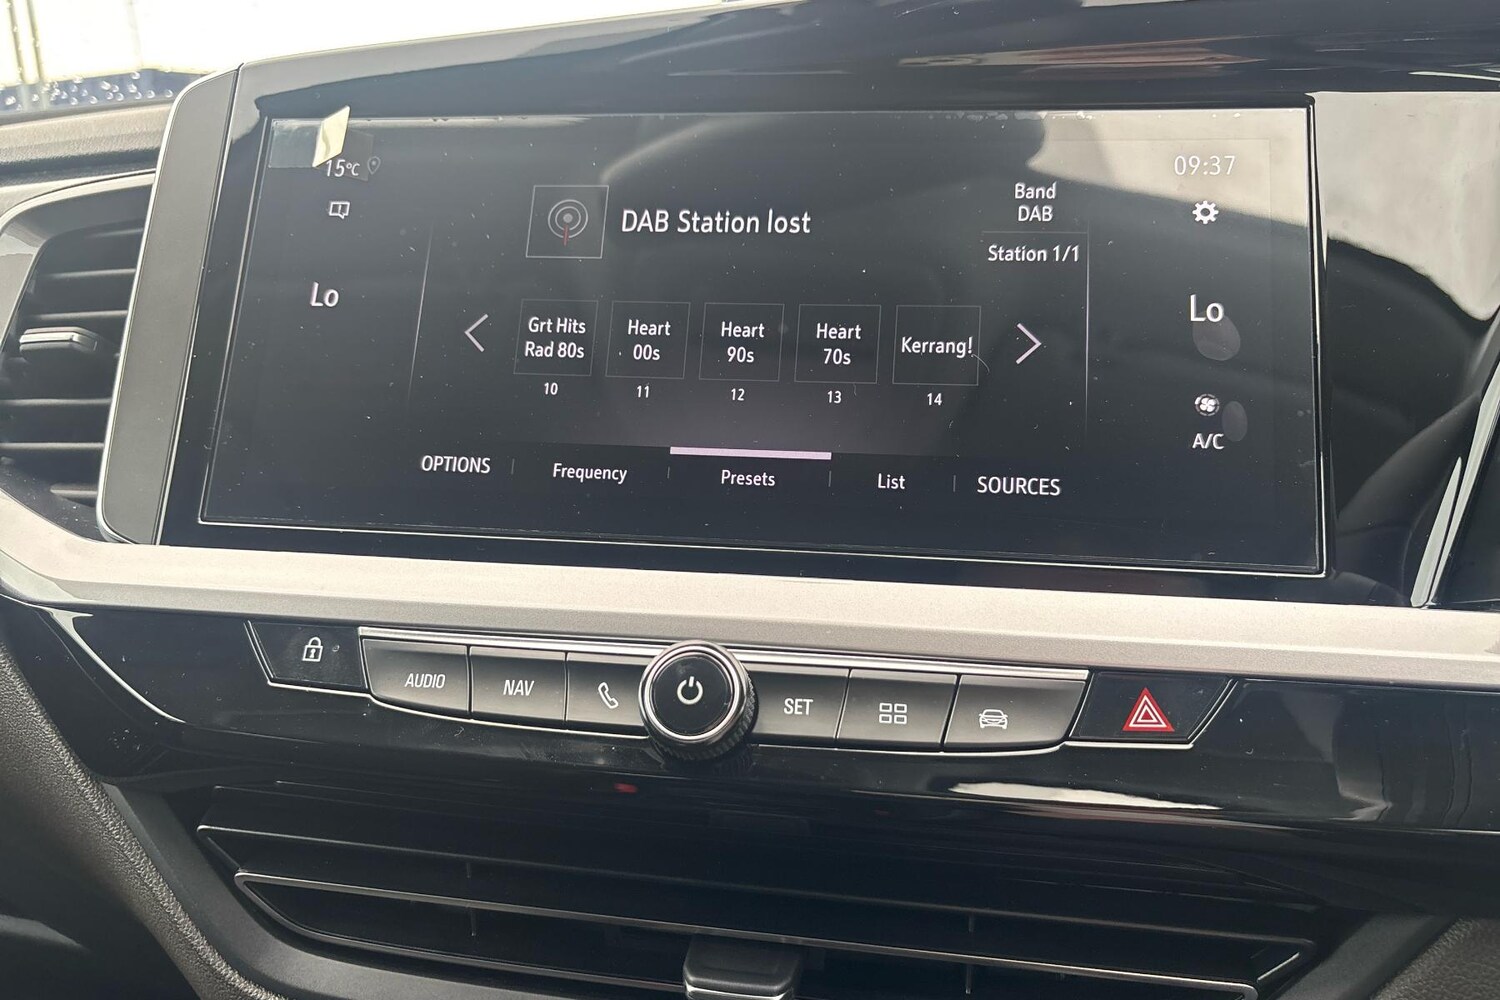 15°C
09:37
DAB Station lost
Band
DAB
Station 1/1
Lo
Lo
Grt Hits
Rad 80s
10
Heart
00s
11
Heart
90s
12
Heart
70s
13
Kerrang!
14
A/C
OPTIONS
Frequency
Presets
List
SOURCES
AUDIO
NAV
SET